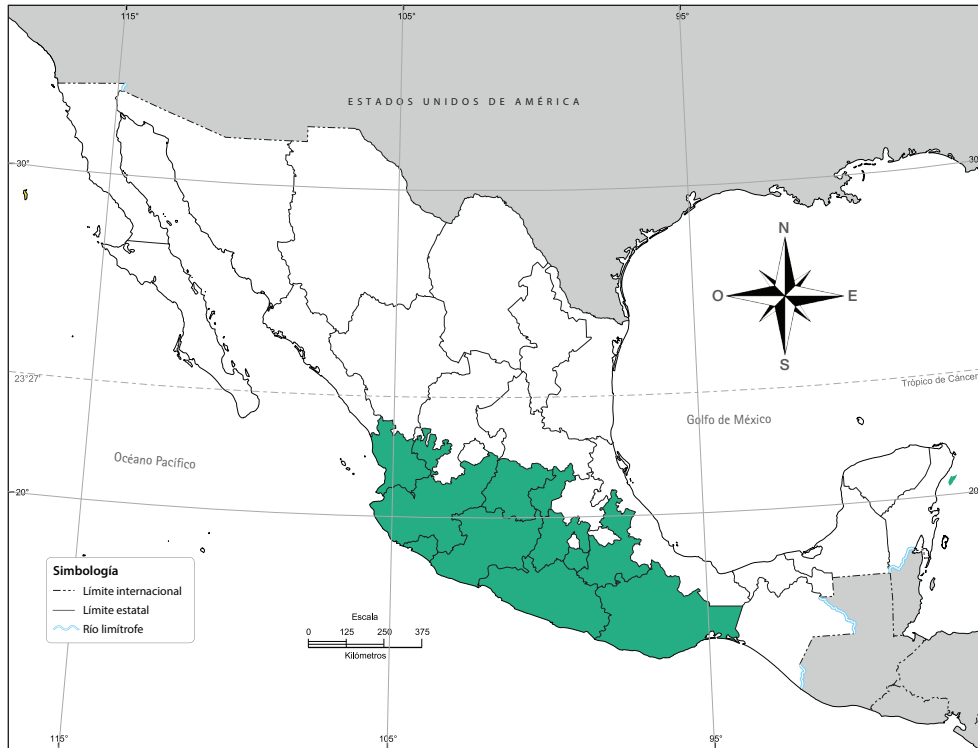 115°
105°
95°
ESTADOS UNIDOS DE AMÉRICA
30°
30
N
O
E
S
23°27'
Trópico de Cáncer
Golfo de México
Océano Pacífico
20°
20
Simbología
Límite internacional
Límite estatal
Río limítrofe
Escala
0 125 250 375
Kilómetros
115°
105°
95°